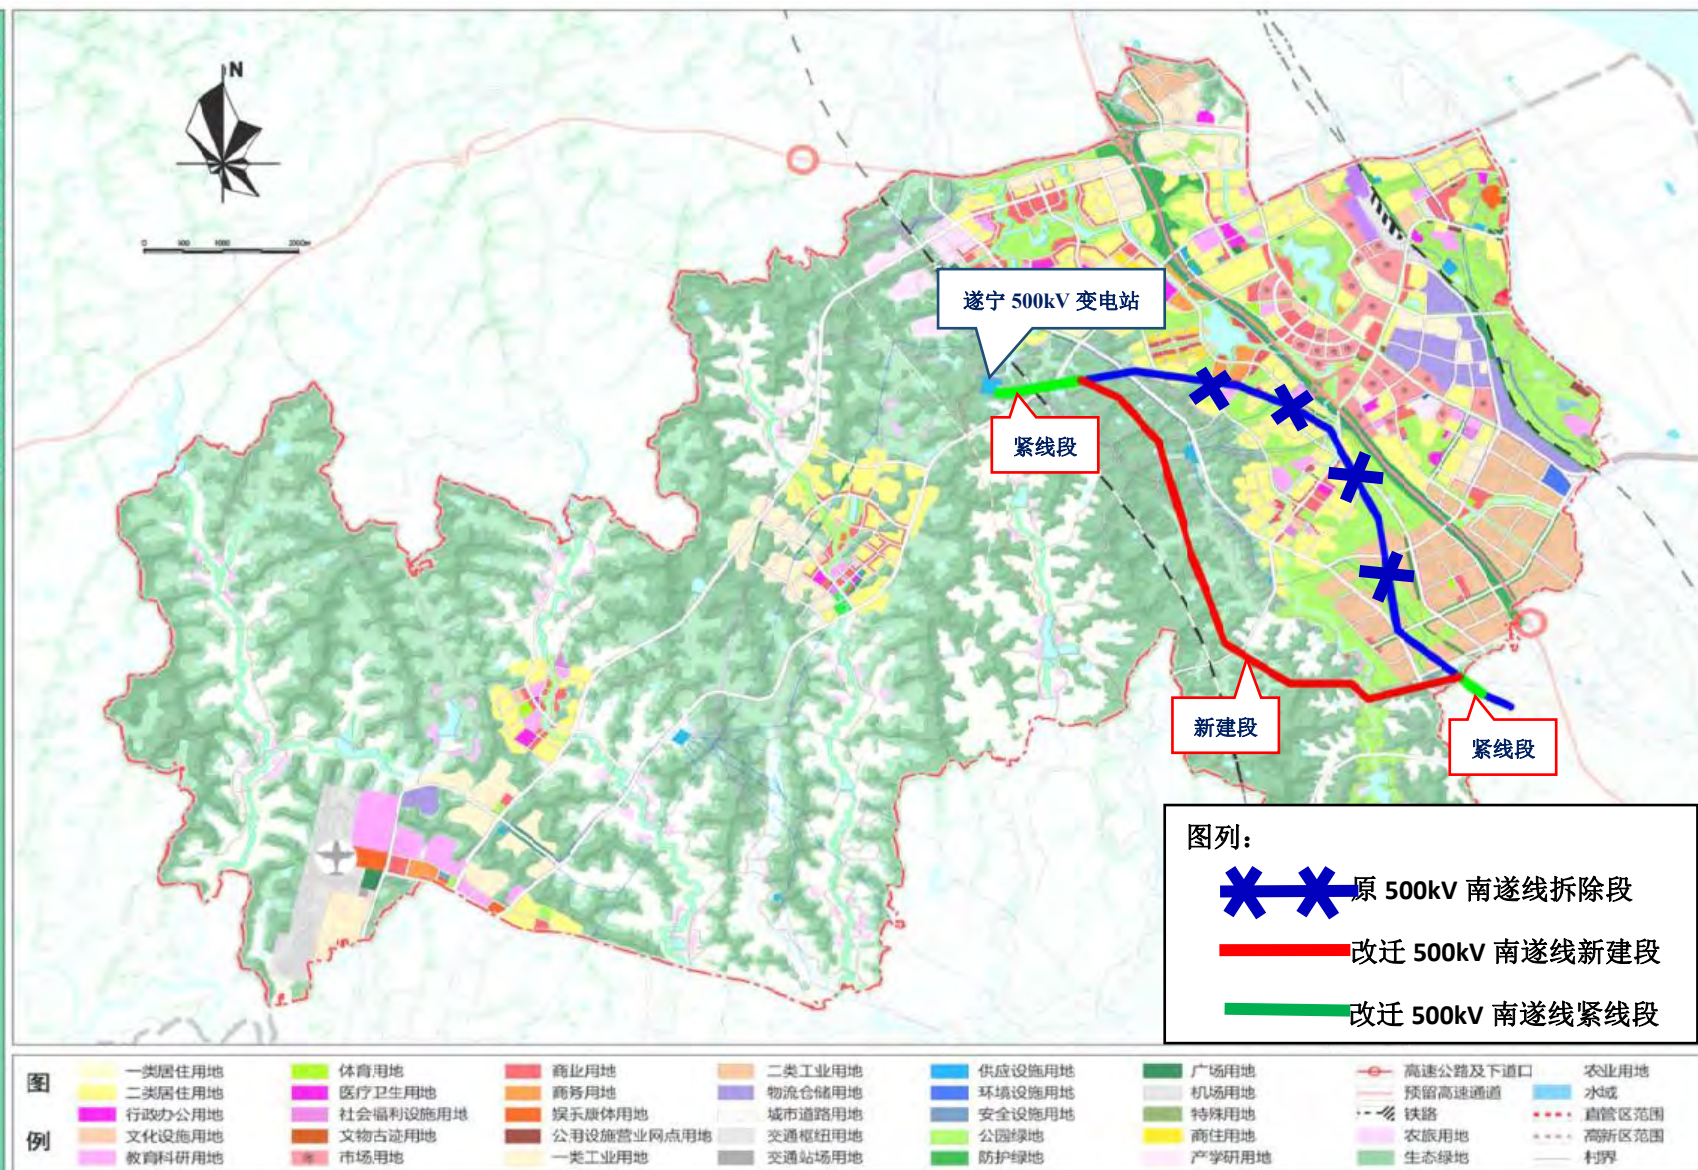 N
0 500 1000 2000m
遂宁 500kV 变电站
紧线段
新建段
紧线段
图列：
原 500kV 南遂线拆除段
改迁 500kV 南遂线新建段
改迁 500kV 南遂线紧线段
图例
一类居住用地
二类居住用地
行政办公用地
文化设施用地
教育科研用地
体育用地
医疗卫生用地
社会福利设施用地
文物古迹用地
市场用地
商业用地
商务用地
娱乐康体用地
公用设施营业网点用地
一类工业用地
二类工业用地
物流仓储用地
城市道路用地
交通枢纽用地
交通站场用地
供应设施用地
环境设施用地
安全设施用地
公园绿地
防护绿地
广场用地
机场用地
特殊用地
商住用地
产学研用地
高速公路及下道口
预留高速通道
铁路
农旅用地
生态绿地
农业用地
水域
直管区范围
高新区范围
村界